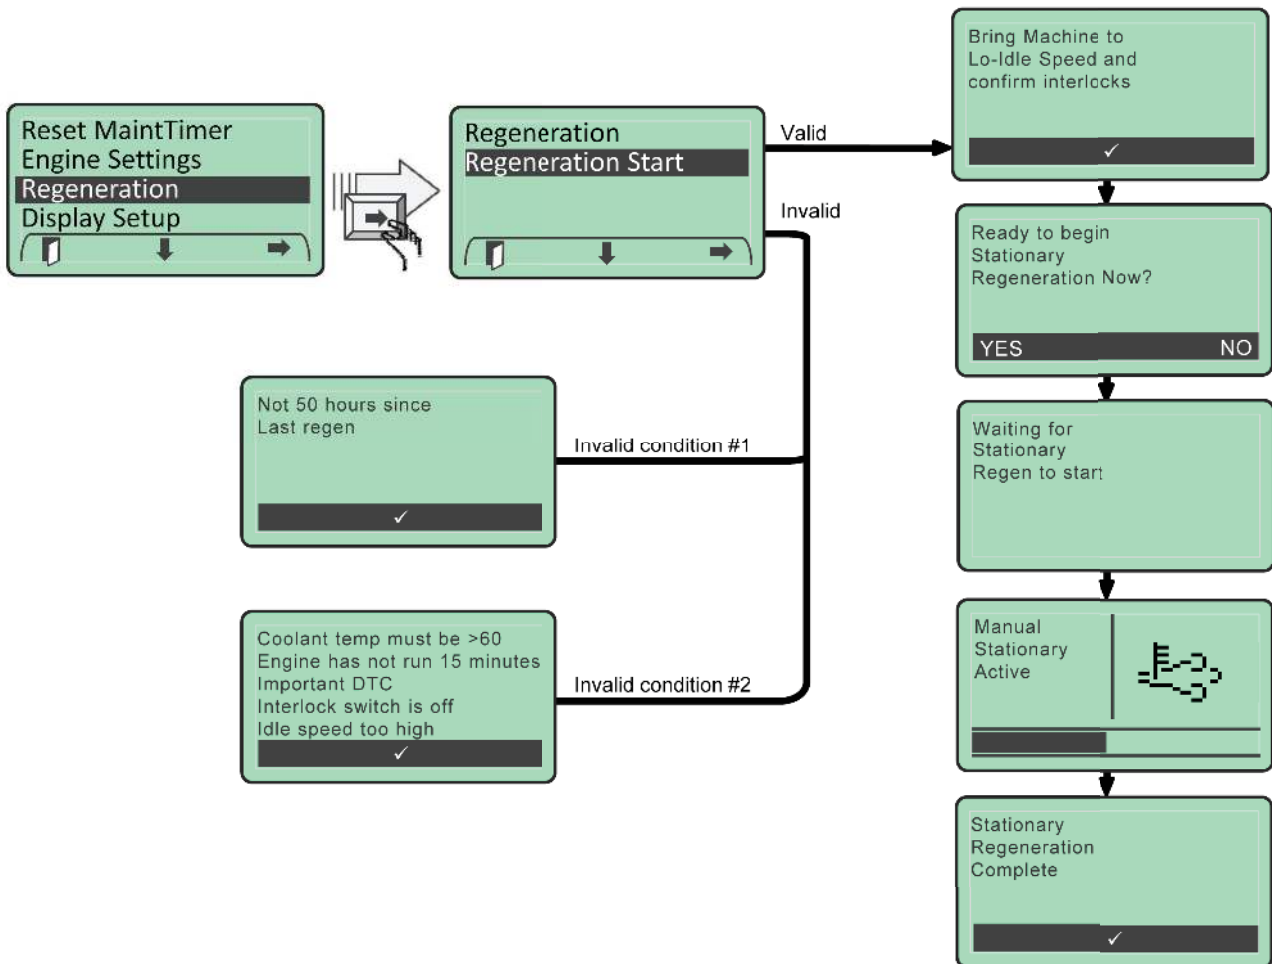 Reset MaintTimer
Engine Settings
Regeneration
Display Setup
Regeneration
Regeneration Start
Valid
Invalid
Bring Machine to
Lo-Idle Speed and
confirm interlocks
✓
Ready to begin
Stationary
Regeneration Now?
YES NO
Waiting for
Stationary
Regen to start
Manual
Stationary
Active
Stationary
Regeneration
Complete
✓
Not 50 hours since
Last regen
✓
Invalid condition #1
Coolant temp must be >60
Engine has not run 15 minutes
Important DTC
Interlock switch is off
Idle speed too high
✓
Invalid condition #2